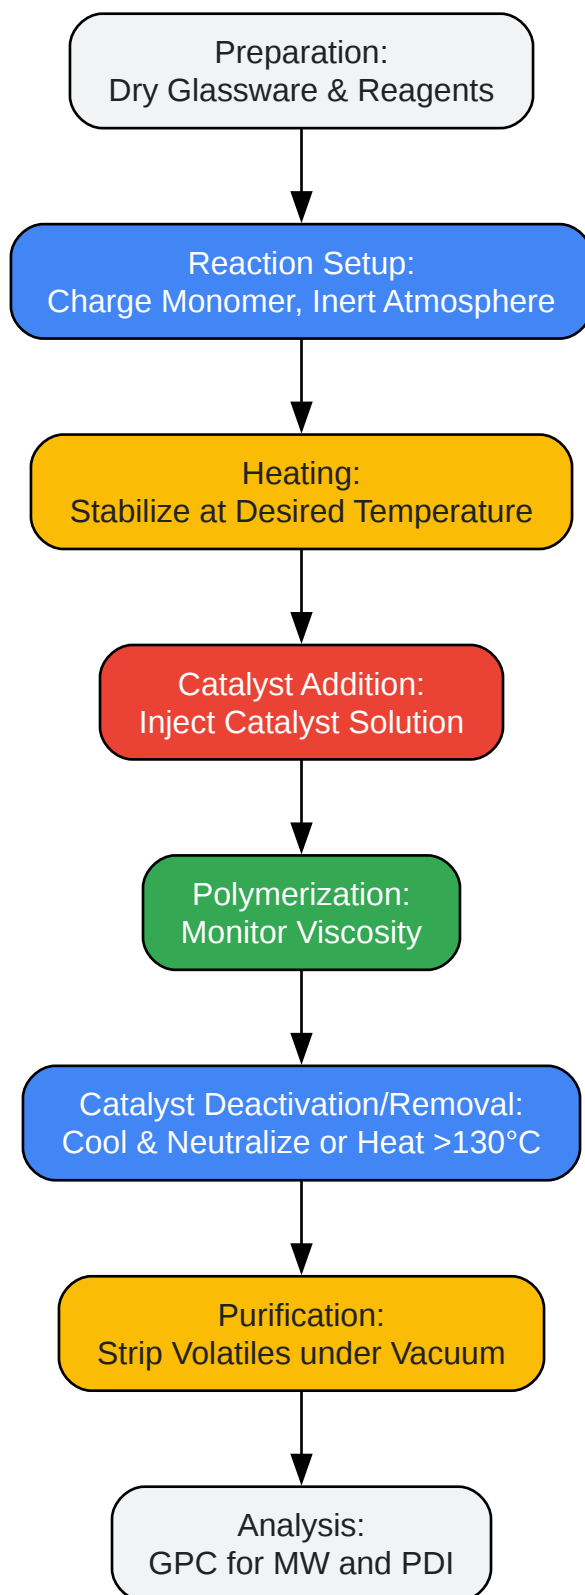 Preparation:
Dry Glassware & Reagents
Reaction Setup:
Charge Monomer, Inert Atmosphere
Heating:
Stabilize at Desired Temperature
Catalyst Addition:
Inject Catalyst Solution
Polymerization:
Monitor Viscosity
Catalyst Deactivation/Removal:
Cool & Neutralize or Heat >130°C
Purification:
Strip Volatiles under Vacuum
Analysis:
GPC for MW and PDI